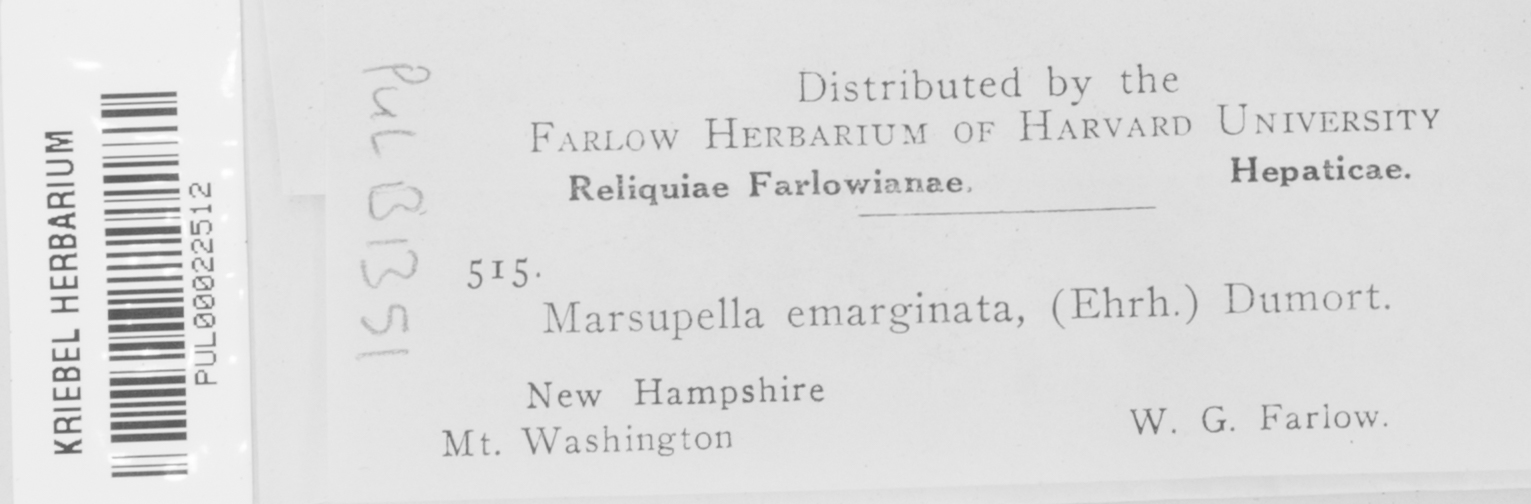 KRIEBEL HERBARIUM
PUL00022512
PUL B1351
Distributed by the
FARLOW HERBARIUM OF HARVARD UNIVERSITY
Reliquiae Farlowianae. Hepaticae.
515.
Marsupella emarginata, (Ehrh.) Dumort.
New Hampshire
Mt. Washington
W. G. Farlow.